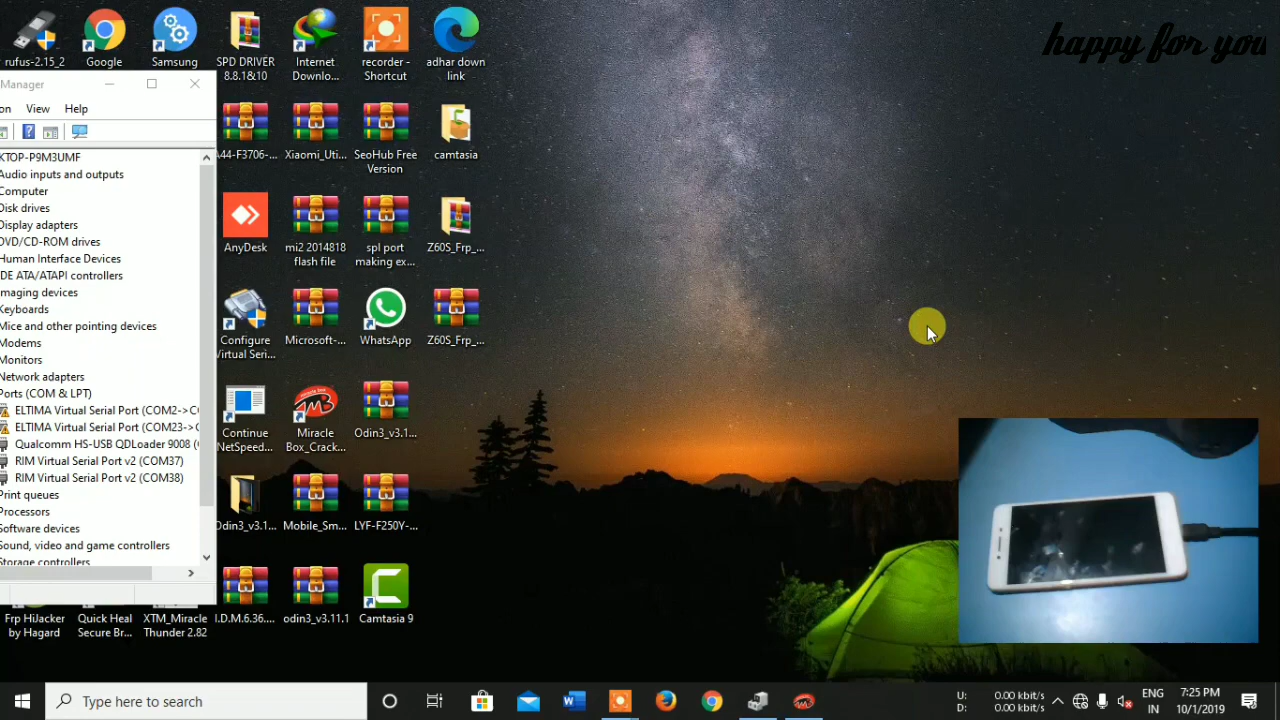 happy for you
rufus-2.15_2
Google
Samsung
SPD DRIVER
8.8.1&10
Internet
Downlo...
recorder -
Shortcut
adhar down
link
Manager
on View Help
KTOP-P9M3UMF
Audio inputs and outputs
Computer
Disk drives
Display adapters
DVD/CD-ROM drives
Human Interface Devices
IDE ATA/ATAPI controllers
Imaging devices
Keyboards
Mice and other pointing devices
Modems
Monitors
Network adapters
Ports (COM & LPT)
ELTIMA Virtual Serial Port (COM2->C
ELTIMA Virtual Serial Port (COM23->
Qualcomm HS-USB QDLoader 9008 (
RIM Virtual Serial Port v2 (COM37)
RIM Virtual Serial Port v2 (COM38)
Print queues
Processors
Software devices
Sound, video and game controllers
Storage controllers
A44-F3706-...
Xiaomi_Uti...
SeoHub Free
Version
camtasia
AnyDesk
mi2 2014818
flash file
spl port
making ex...
Z60S_Frp_...
Configure
Virtual Seri...
Microsoft-...
WhatsApp
Z60S_Frp_...
Continue
NetSpeed...
Miracle
Box_Crack...
Odin3_v3.1...
Odin3_v3.1...
Mobile_Sm...
LYF-F250Y-...
Frp HiJacker
by Hagard
Quick Heal
Secure Br...
XTM_Miracle
Thunder 2.82
I.D.M.6.36....
odin3_v3.11.1
Camtasia 9
Type here to search
U: 0.00 kbit/s
D: 0.00 kbit/s
ENG
IN
7:25 PM
10/1/2019